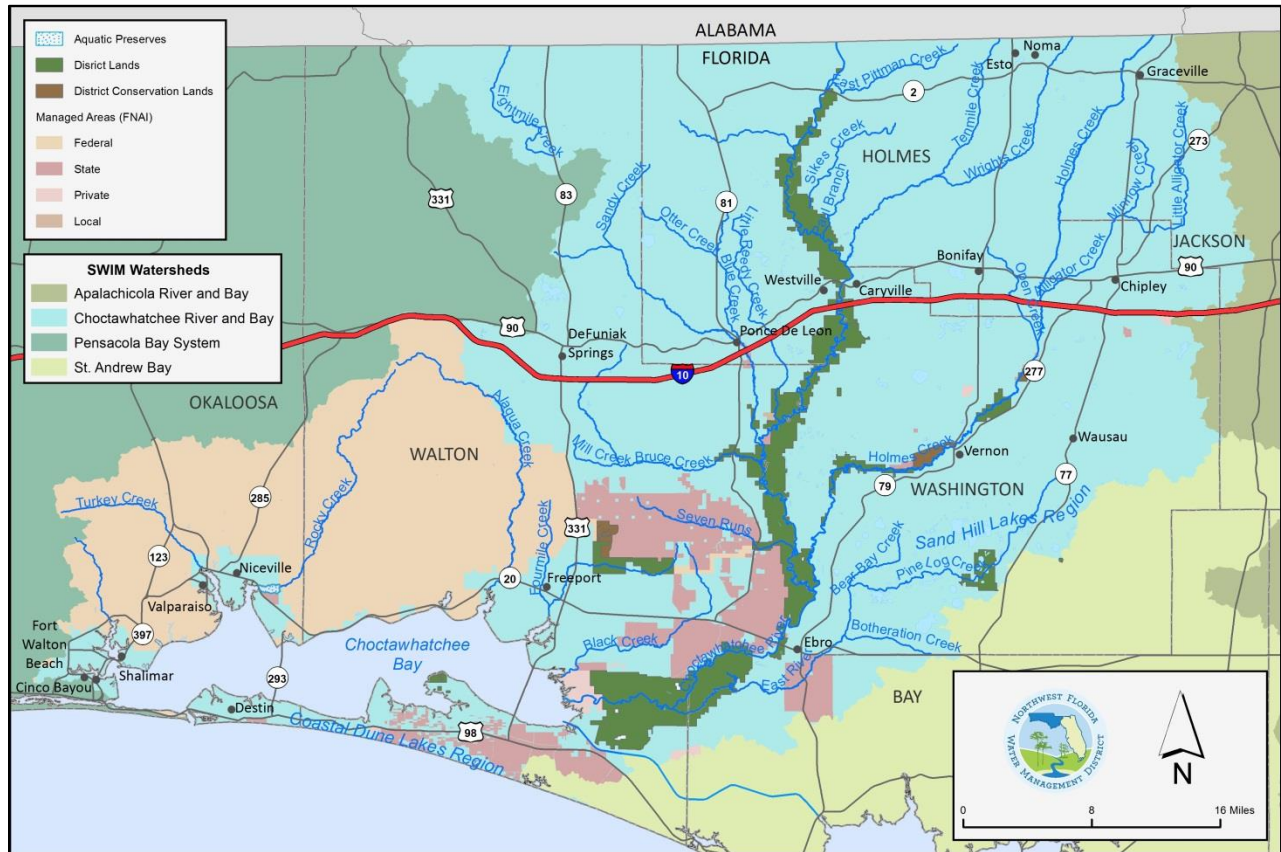 ALABAMA
FLORIDA
Aquatic Preserves
Disrict Lands
District Conservation Lands
Managed Areas (FNAI)
Federal
State
Private
Local
SWIM Watersheds
Apalachicola River and Bay
Choctawhatchee River and Bay
Pensacola Bay System
St. Andrew Bay
Noma
Esto
Graceville
East Pittman Creek
2
Eightmile Creek
Tenmile Creek
Holmes Creek
Little Alligator Creek
273
HOLMES
Sikes Creek
Wrights Creek
Minnow Creek
331
83
81
Sandy Creek
Otter Creek
Blue Creek
Little Reedy Creek
JACKSON
Bonifay
90
Westville
Caryville
Open Creek
Alligator Creek
Chipley
90
DeFuniak
Springs
Ponce De Leon
10
277
OKALOOSA
WALTON
Alaqua Creek
Mill Creek
Bruce Creek
Holmes Creek
Vernon
Wausau
79
77
WASHINGTON
Turkey Creek
285
Rocky Creek
Seven Runs
Sand Hill Lakes Region
123
331
Fourmile Creek
Bear Bay Creek
Pine Log Creek
Niceville
Valparaiso
20
Freeport
Fort
Walton
Beach
397
Shalimar
Cinco Bayou
Choctawhatchee
Bay
Black Creek
River
Ebro
Botheration Creek
East River
293
Destin
Coastal Dune Lakes Region
98
BAY
NORTHWEST FLORIDA
WATER MANAGEMENT DISTRICT
N
0 8 16 Miles